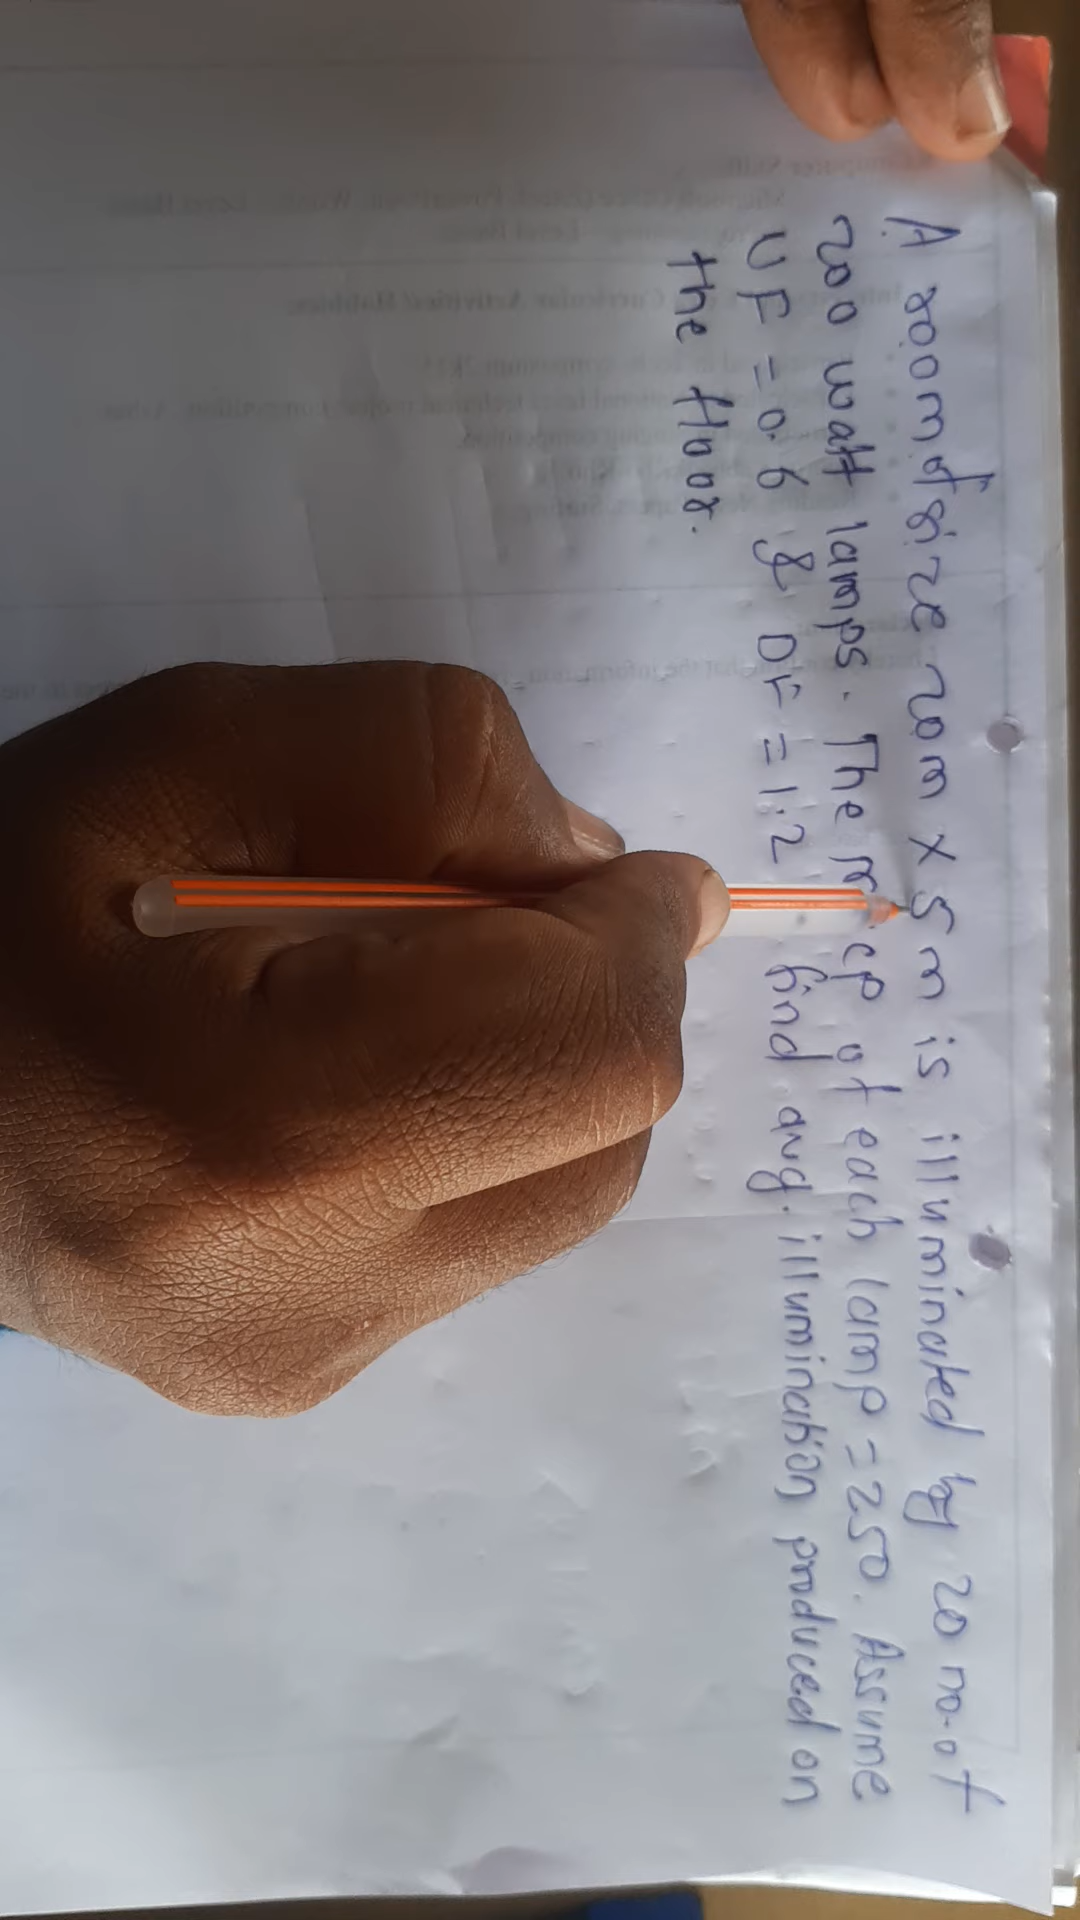 A room of size 20m x 5m is illuminated by 20 no. of
200 watt lamps. The cp of each lamp = 250. Assume
UF = 0.6 & DF = 1.2 find avg. illumination produced on
the floor.